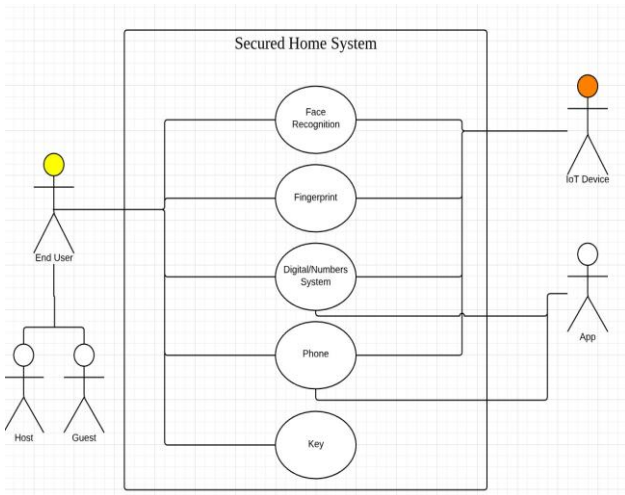 Secured Home System
Face
Recognition
Fingerprint
Digital/Numbers
System
Phone
Key
End User
Host
Guest
IoT Device
App